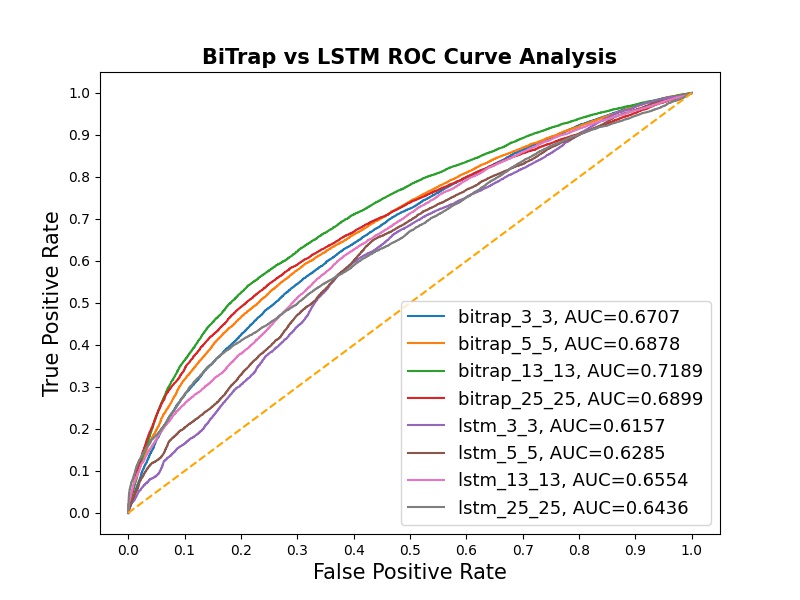 BiTrap vs LSTM ROC Curve Analysis
True Positive Rate
1.0
0.9
0.8
0.7
0.6
0.5
0.4
0.3
0.2
0.1
0.0
bitrap_3_3, AUC=0.6707
bitrap_5_5, AUC=0.6878
bitrap_13_13, AUC=0.7189
bitrap_25_25, AUC=0.6899
lstm_3_3, AUC=0.6157
lstm_5_5, AUC=0.6285
lstm_13_13, AUC=0.6554
lstm_25_25, AUC=0.6436
0.0 0.1 0.2 0.3 0.4 0.5 0.6 0.7 0.8 0.9 1.0
False Positive Rate